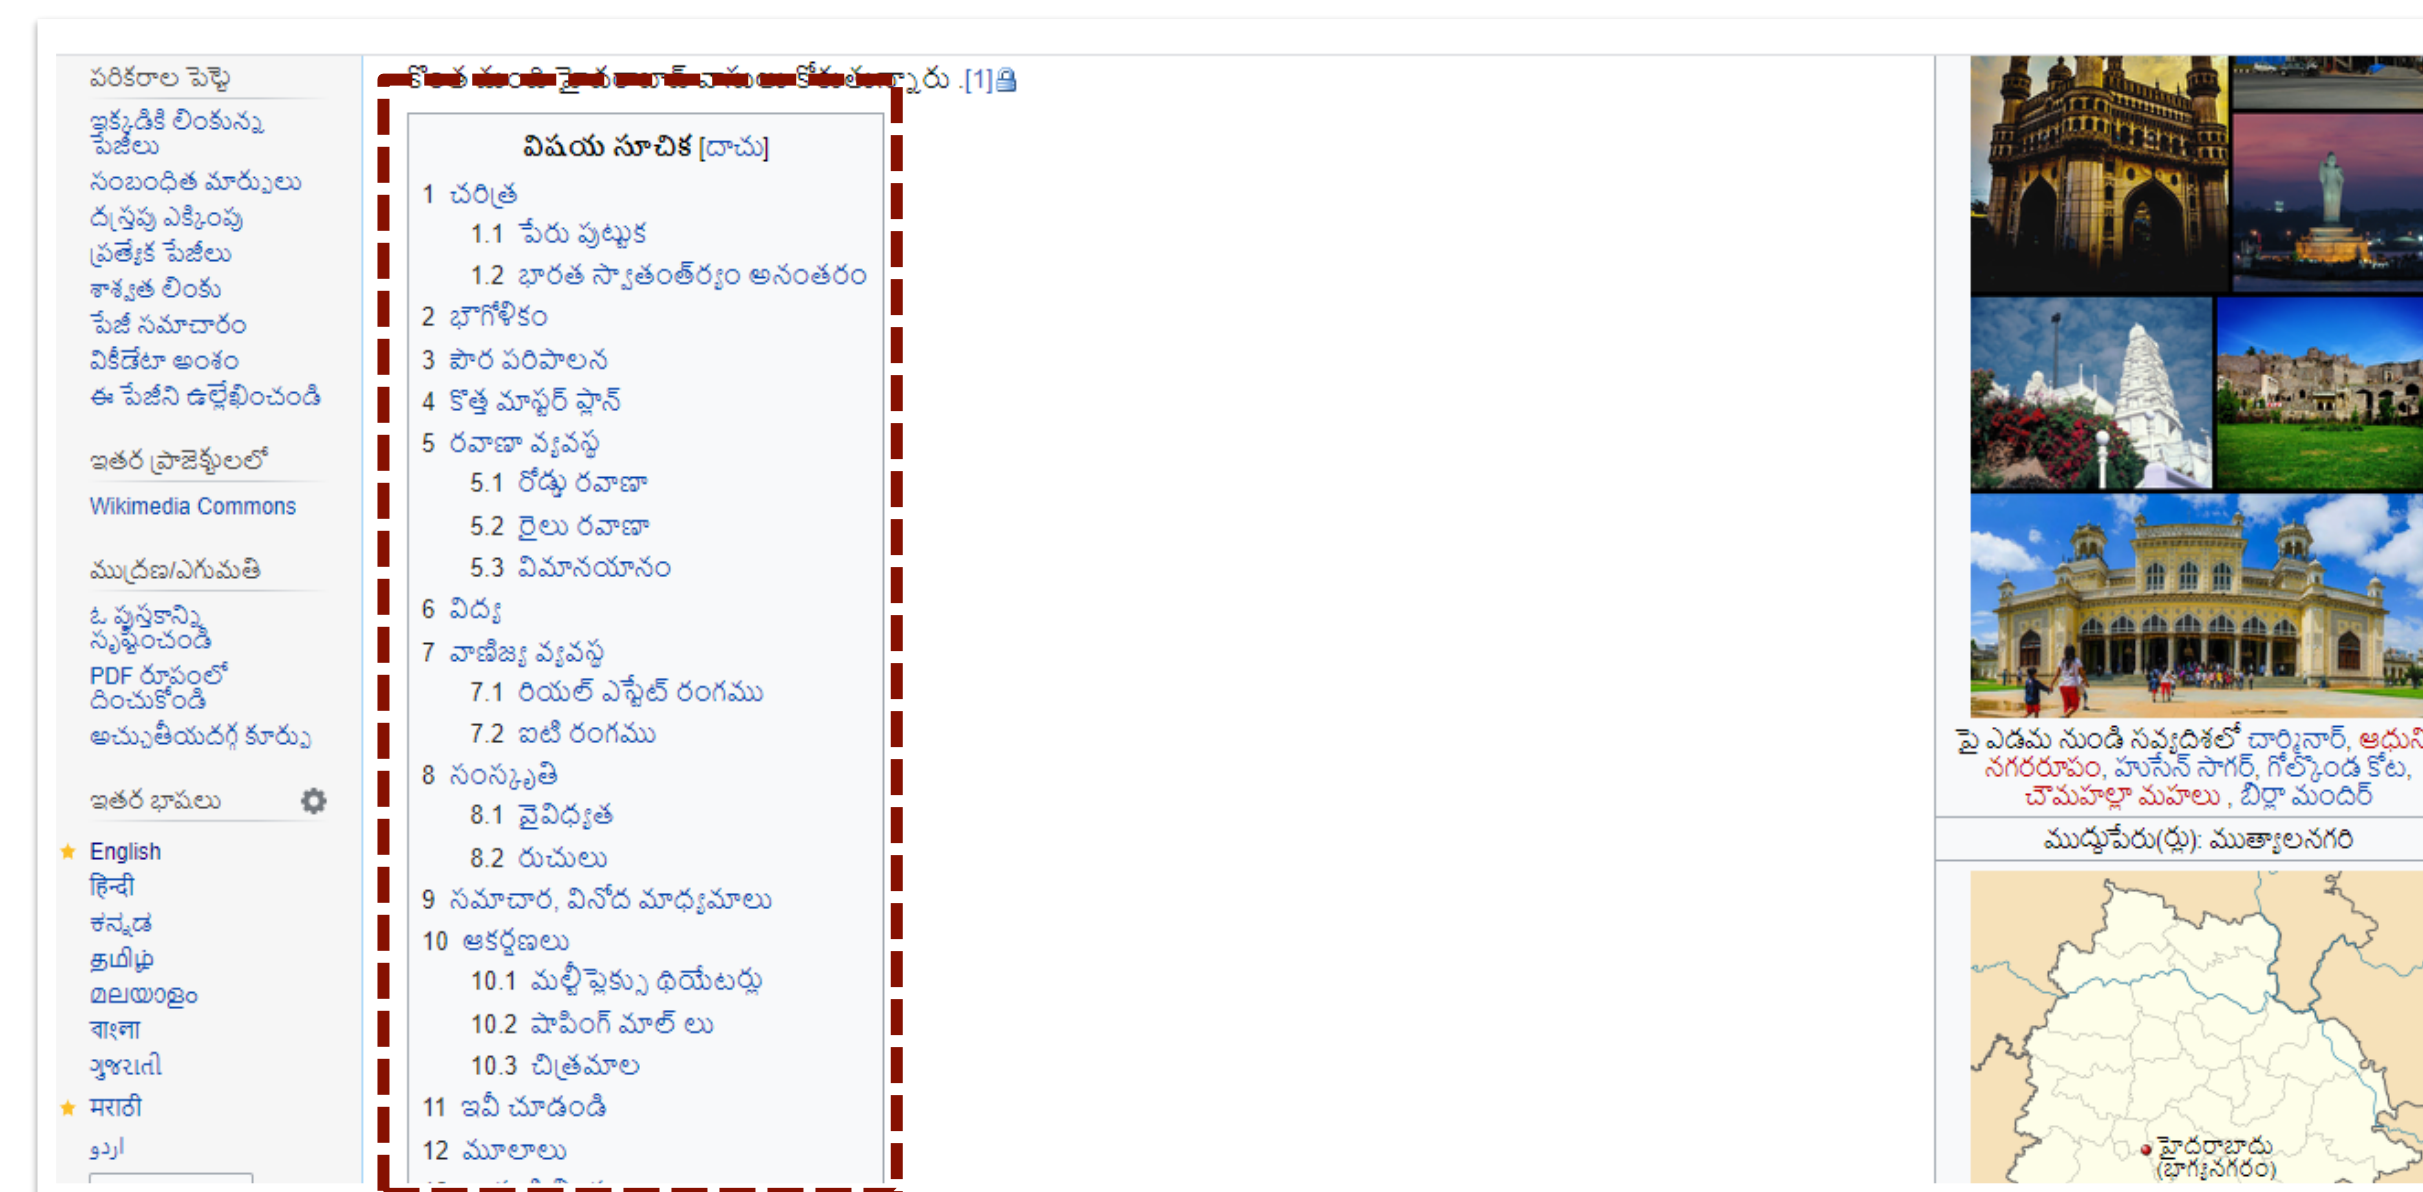 పరికరాల పెట్టె
ఇక్కడికి లింకున్న
పేజీలు
సంబంధిత మార్పులు
దస్త్రపు ఎక్కింపు
ప్రత్యేక పేజీలు
శాశ్వత లింకు
పేజీ సమాచారం
వికీడేటా అంశం
ఈ పేజీని ఉల్లేఖించండి
ఇతర ప్రాజెక్టులలో
Wikimedia Commons
ముద్రణ/ఎగుమతి
ఓ పుస్తకాన్ని
సృష్టించండి
PDF రూపంలో
దించుకోండి
అచ్చుతీయదగ్గ కూర్పు
ఇతర భాషలు
English
हिन्दी
ಕನ್ನಡ
தமிழ்
മലയാളം
বাংলা
ગુજરાતી
मराठी
اردو
[1]
విషయ సూచిక [దాచు]
1 చరిత్ర
1.1 పేరు పుట్టుక
1.2 భారత స్వాతంత్ర్యం అనంతరం
2 భౌగోళికం
3 పౌర పరిపాలన
4 కొత్త మాస్టర్ ప్లాన్
5 రవాణా వ్యవస్థ
5.1 రోడ్డు రవాణా
5.2 రైలు రవాణా
5.3 విమానయానం
6 విద్య
7 వాణిజ్య వ్యవస్థ
7.1 రియల్ ఎస్టేట్ రంగము
7.2 ఐటి రంగము
8 సంస్కృతి
8.1 వైవిధ్యత
8.2 రుచులు
9 సమాచార, వినోద మాధ్యమాలు
10 ఆకర్షణలు
10.1 మల్టీప్లెక్సు థియేటర్లు
10.2 షాపింగ్ మాల్ లు
10.3 చిత్రమాల
11 ఇవీ చూడండి
12 మూలాలు
పై ఎడమ నుండి సవ్యదిశలో చార్మినార్,
నగరరూపం, హుసేన్ సాగర్, గోల్కొండ కోట,
చౌమహల్లా మహలు , బిర్లా మందిర్
ముద్దుపేరు(ర్లు): ముత్యాలనగరి
హైదరాబాదు
(భాగ్యనగరం)